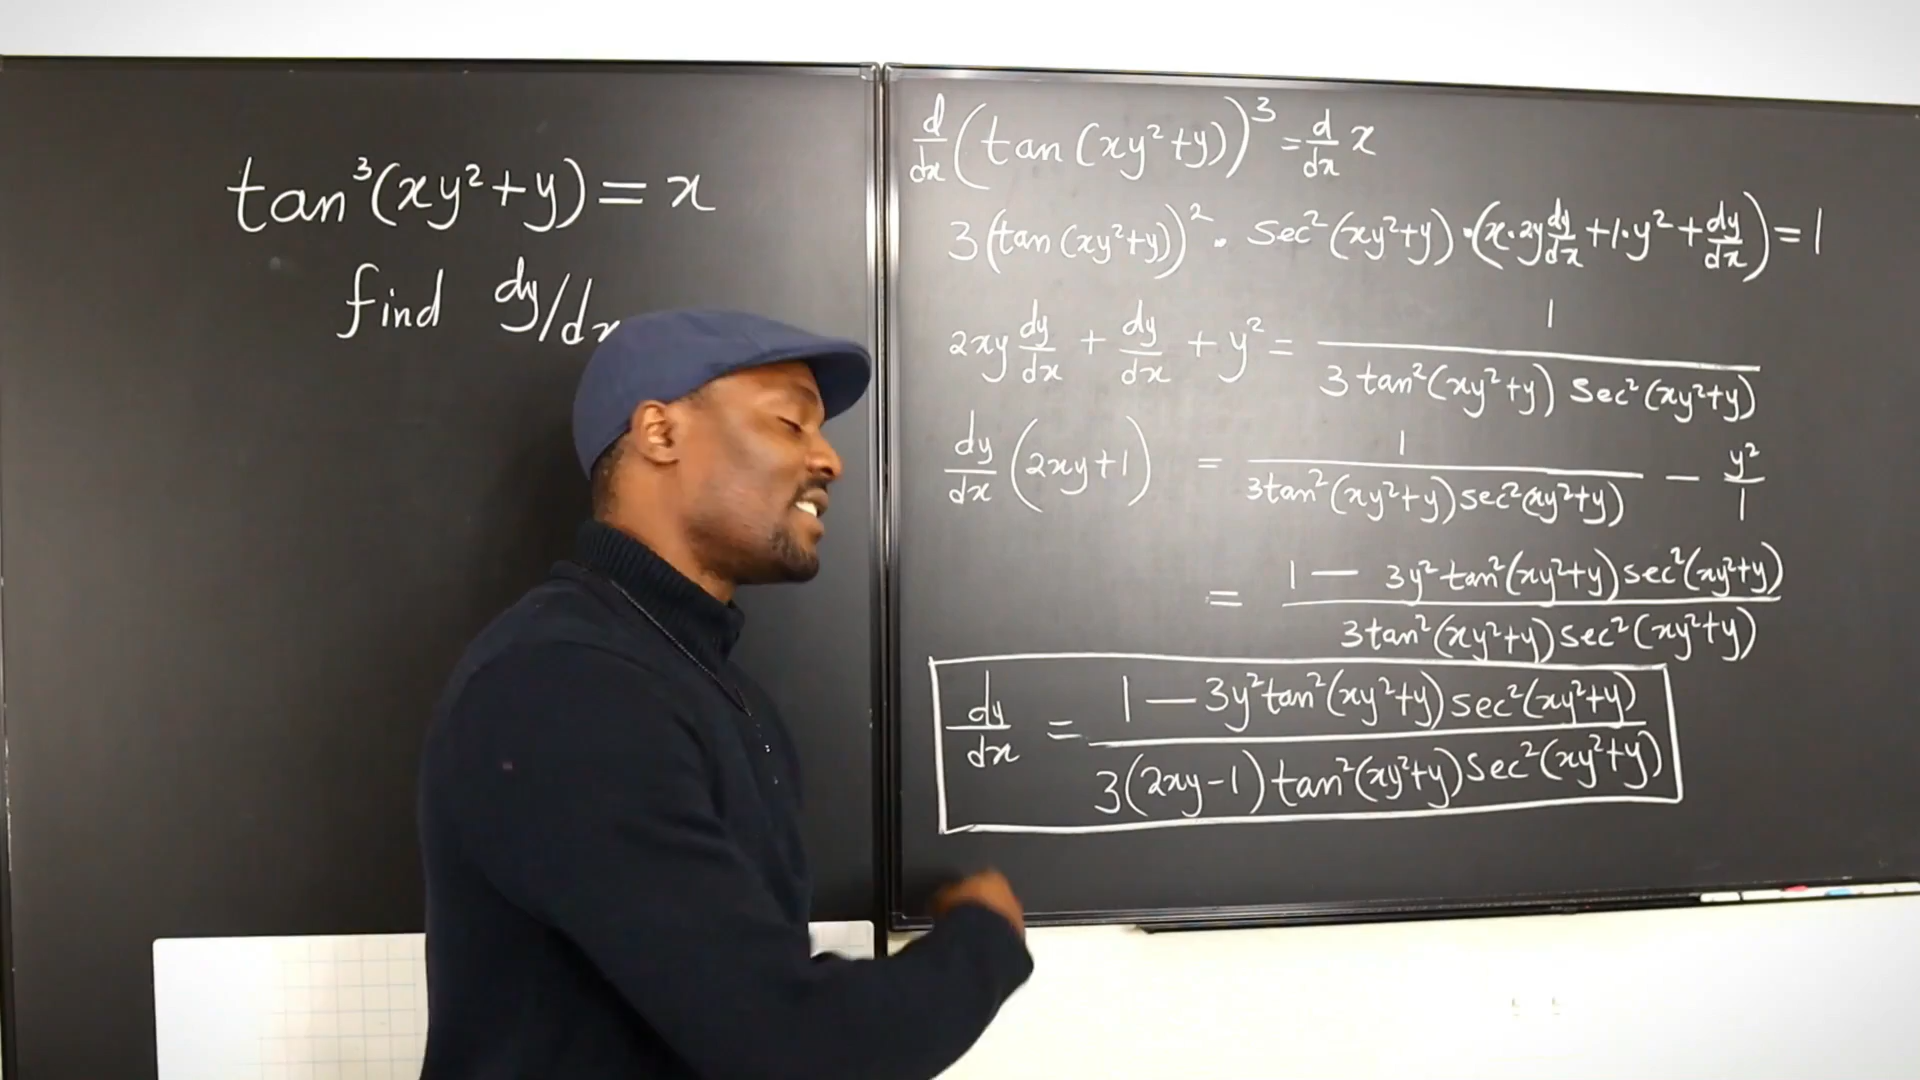 tan³(xy²+y) = x
find dy/dx
d/dx (tan (xy²+y))³ = d/dx x
3(tan (xy²+y))² · sec²(xy²+y) · (x·2y dy/dx + 1·y² + dy/dx) = 1
2xy dy/dx + dy/dx + y² = 1 / 3 tan²(xy²+y) sec²(xy²+y)
dy/dx (2xy+1) = 1 / 3tan²(xy²+y) sec²(xy²+y) − y²/1
= 1 − 3y² tan²(xy²+y) sec²(xy²+y) / 3tan²(xy²+y) sec²(xy²+y)
dy/dx = 1 − 3y² tan²(xy²+y) sec²(xy²+y) / 3(2xy−1) tan²(xy²+y) sec²(xy²+y)